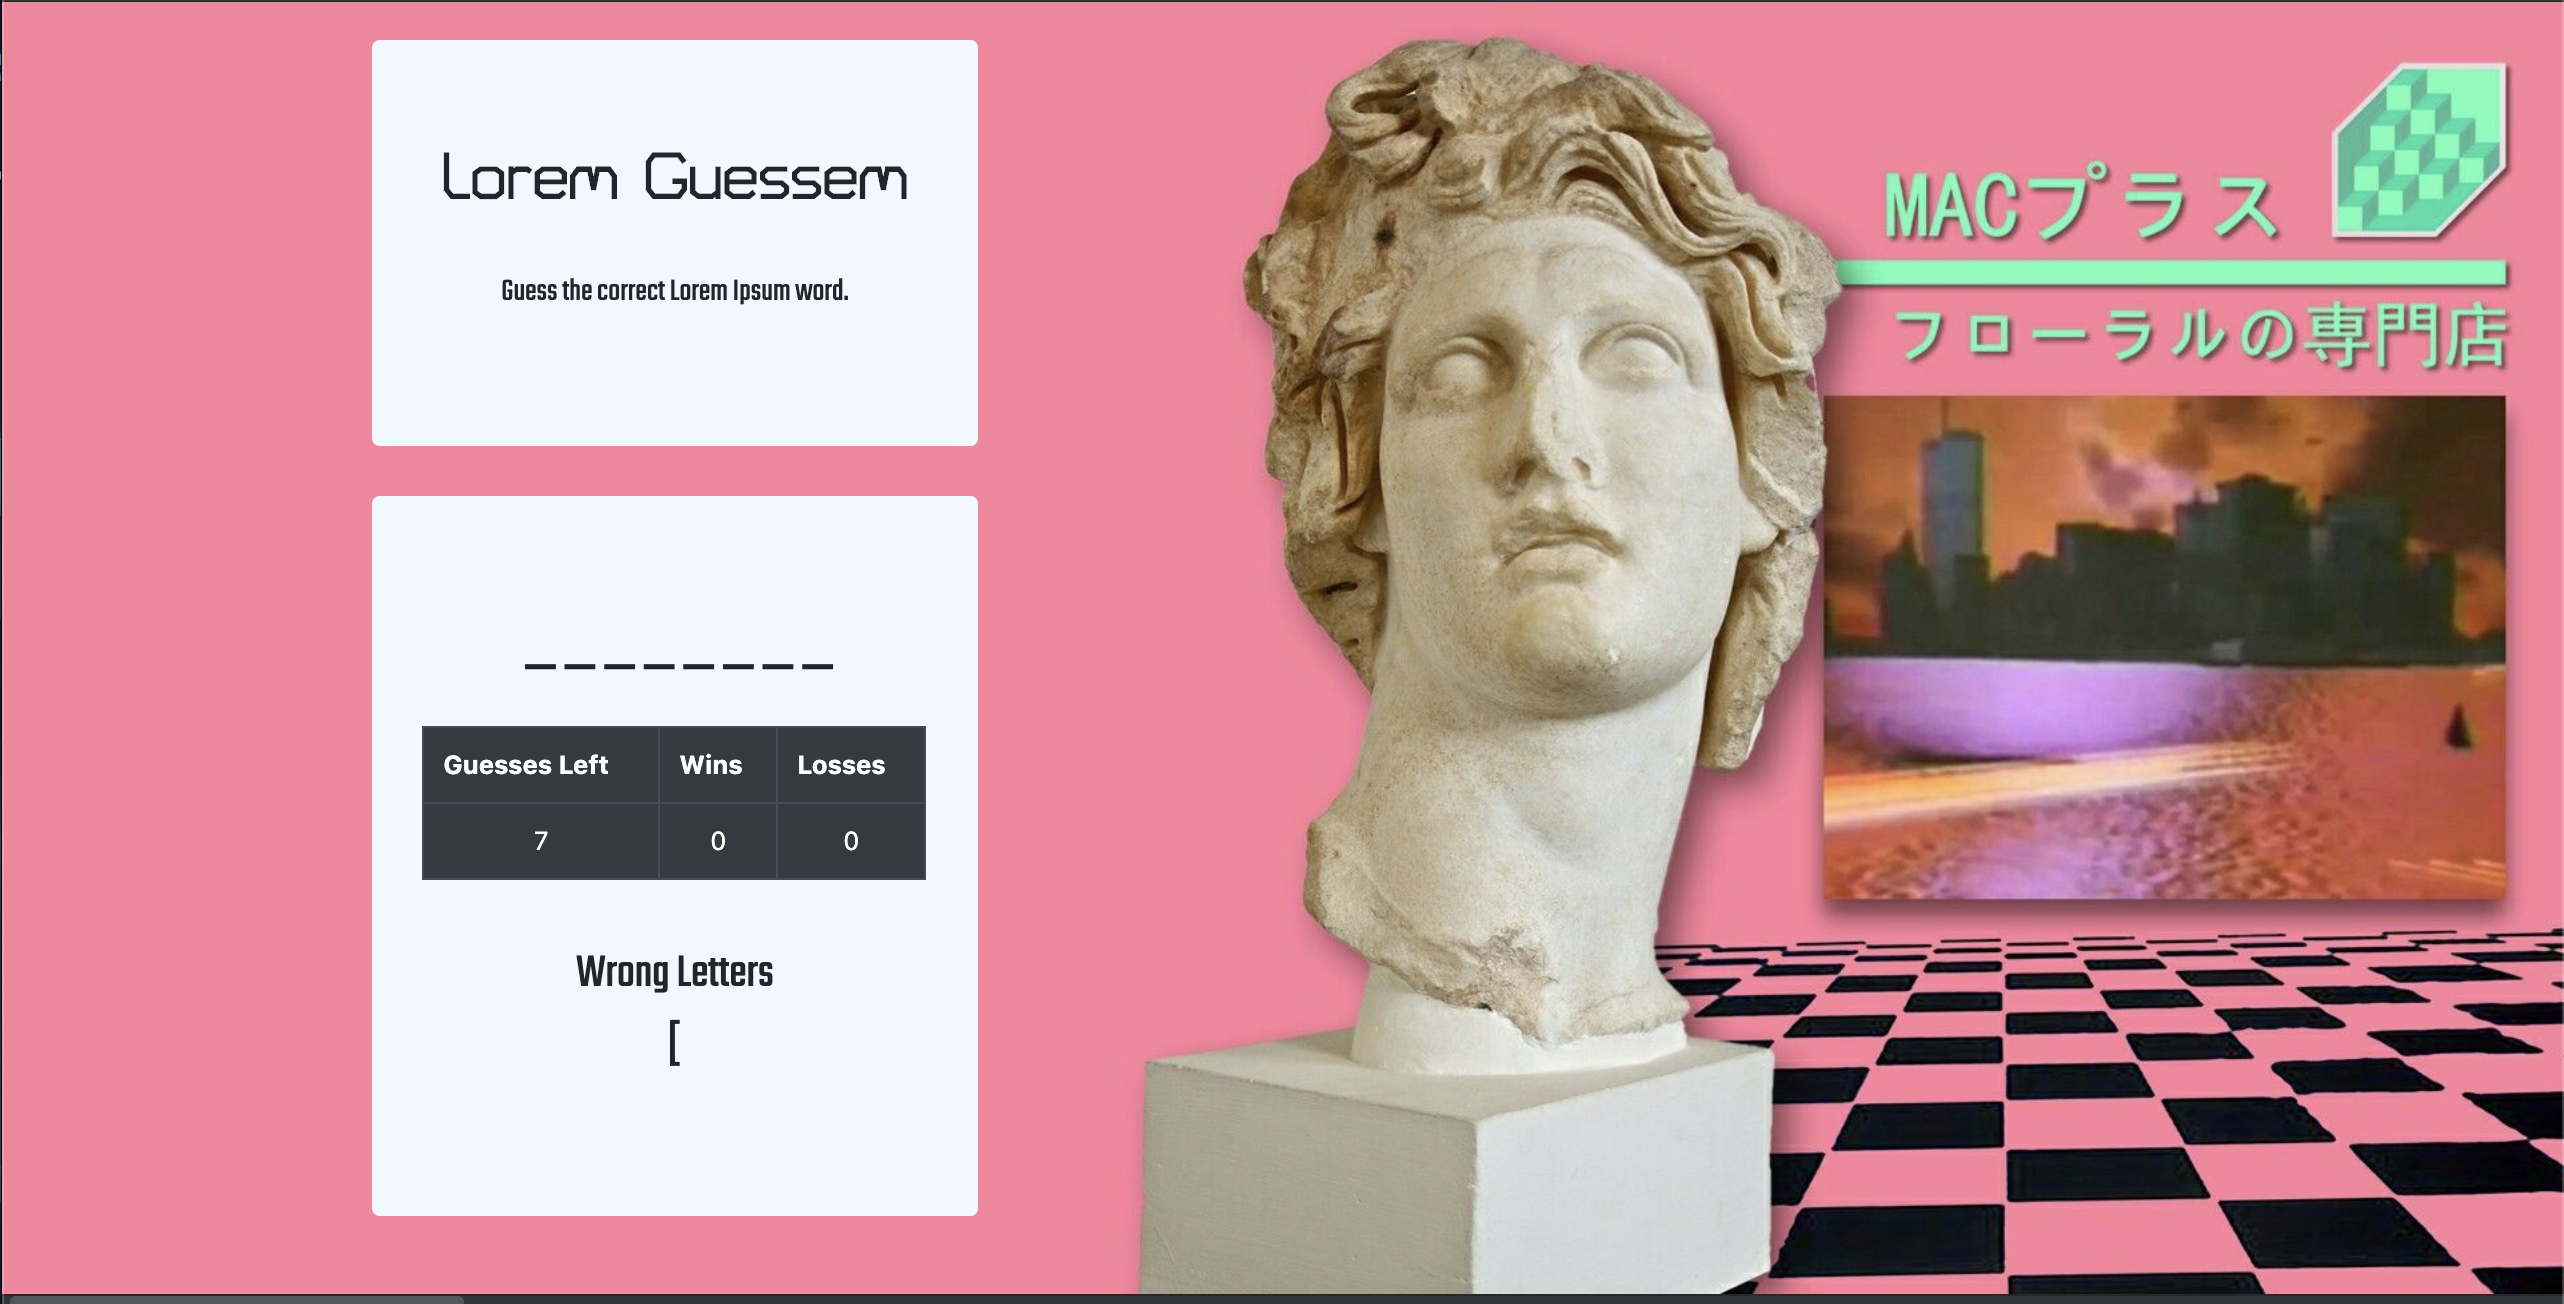 Lorem Guessem
Guess the correct Lorem Ipsum word.
________
Guesses Left Wins Losses
7 0 0
Wrong Letters
[
MACプラス
フローラルの専門店